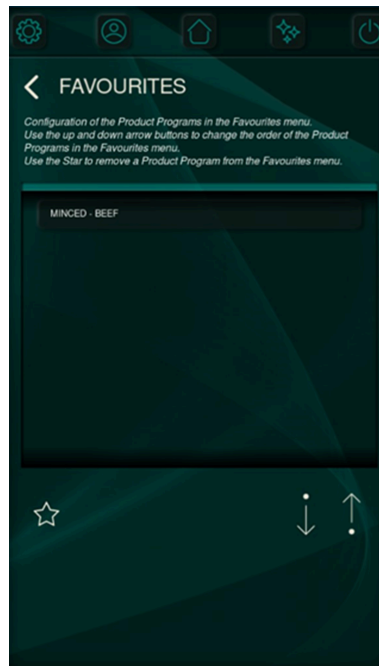 FAVOURITES
Configuration of the Product Programs in the Favourites menu.
Use the up and down arrow buttons to change the order of the Product
Programs in the Favourites menu.
Use the Star to remove a Product Program from the Favourites menu.
MINCED - BEEF